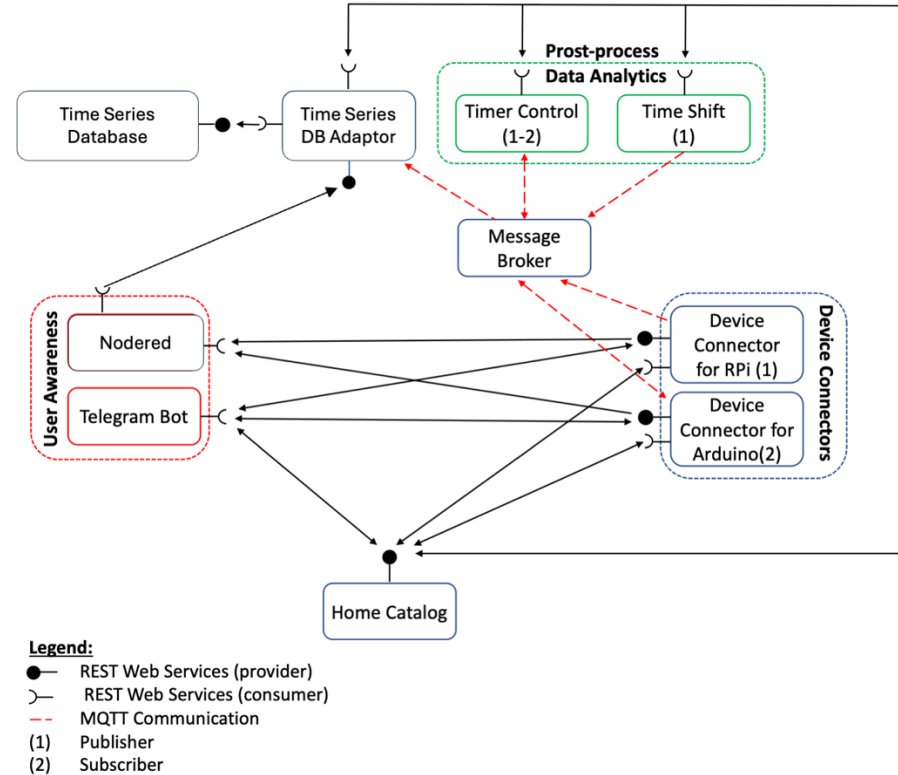 Prost-process
Data Analytics
Time Series
Database
Time Series
DB Adaptor
Timer Control
(1-2)
Time Shift
(1)
Message
Broker
User Awareness
Nodered
Telegram Bot
Device
Connector
for RPi (1)
Device
Connector for
Arduino(2)
Device Connectors
Home Catalog
Legend:
REST Web Services (provider)
REST Web Services (consumer)
MQTT Communication
(1) Publisher
(2) Subscriber